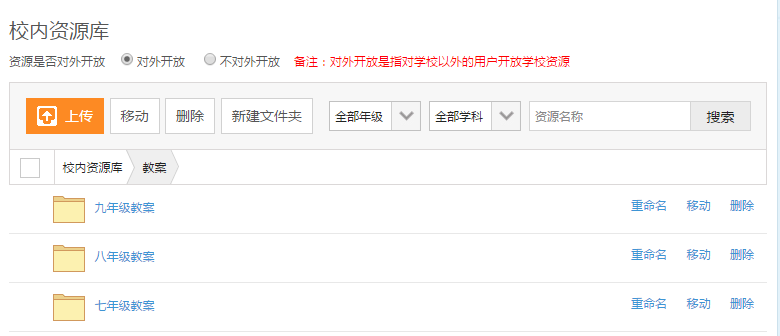 校内资源库
资源是否对外开放 对外开放 不对外开放 备注：对外开放是指对学校以外的用户开放学校资源
上传 移动 删除 新建文件夹 全部年级 全部学科 资源名称 搜索
校内资源库 教案
九年级教案 重命名 移动 删除
八年级教案 重命名 移动 删除
七年级教案 重命名 移动 删除